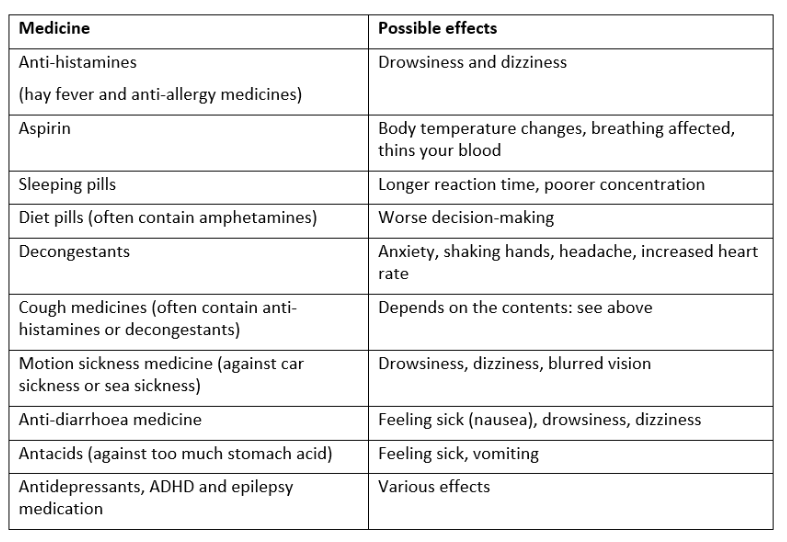 Medicine
Possible effects
Anti-histamines
(hay fever and anti-allergy medicines)
Drowsiness and dizziness
Aspirin
Body temperature changes, breathing affected,
thins your blood
Sleeping pills
Longer reaction time, poorer concentration
Diet pills (often contain amphetamines)
Worse decision-making
Decongestants
Anxiety, shaking hands, headache, increased heart
rate
Cough medicines (often contain anti-
histamines or decongestants)
Depends on the contents: see above
Motion sickness medicine (against car
sickness or sea sickness)
Drowsiness, dizziness, blurred vision
Anti-diarrhoea medicine
Feeling sick (nausea), drowsiness, dizziness
Antacids (against too much stomach acid)
Feeling sick, vomiting
Antidepressants, ADHD and epilepsy
medication
Various effects